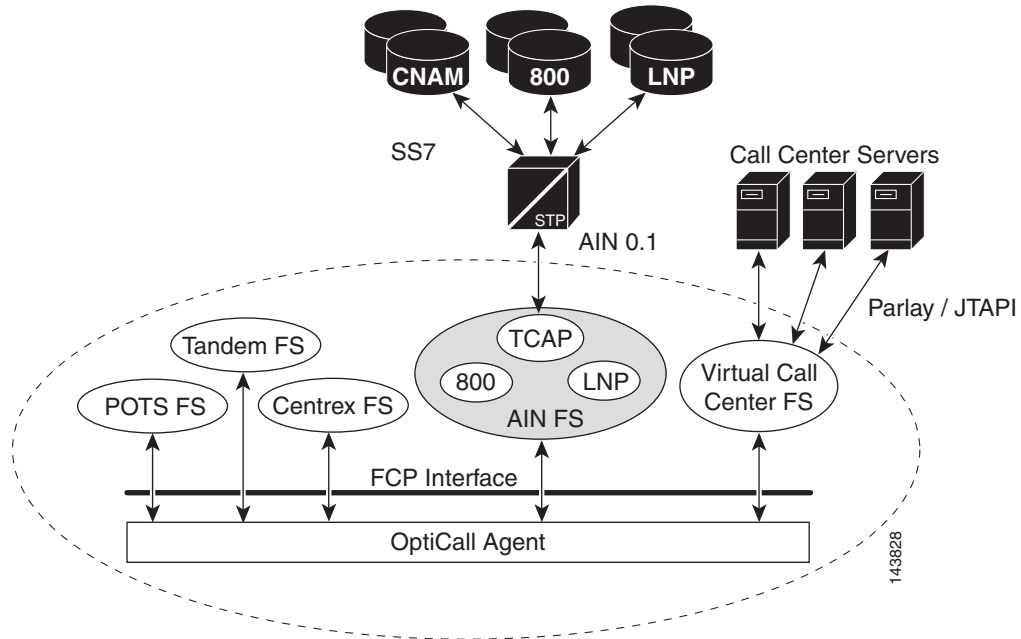 CNAM
800
LNP
SS7
STP
AIN 0.1
Call Center Servers
Parlay / JTAPI
Tandem FS
POTS FS
Centrex FS
TCAP
800
LNP
AIN FS
Virtual Call
Center FS
FCP Interface
OptiCall Agent
143828